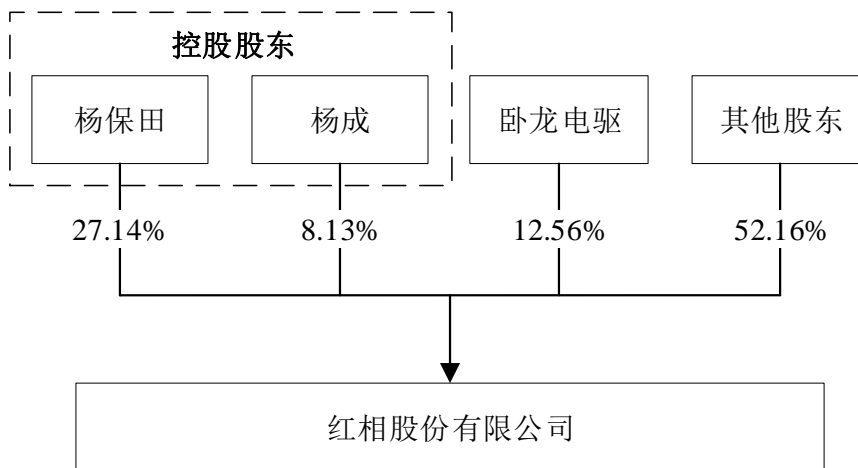 控股股东
杨保田
杨成
卧龙电驱
其他股东
27.14%
8.13%
12.56%
52.16%
红相股份有限公司